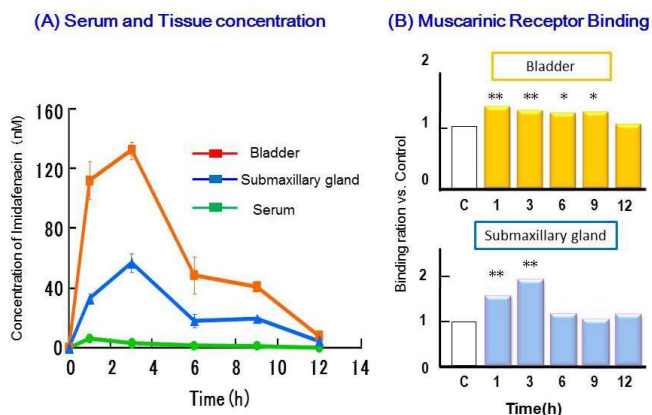 (A) Serum and Tissue concentration
(B) Muscarinic Receptor Binding
Concentration of Imidafenacin (nM)
160
120
80
40
0
Bladder
Submaxillary gland
Serum
0 2 4 6 8 10 12 14
Time (h)
Binding ration vs. Control
2
1
0
Bladder
** ** * *
C 1 3 6 9 12
Submaxillary gland
2
1
0
** **
C 1 3 6 9 12
Time(h)